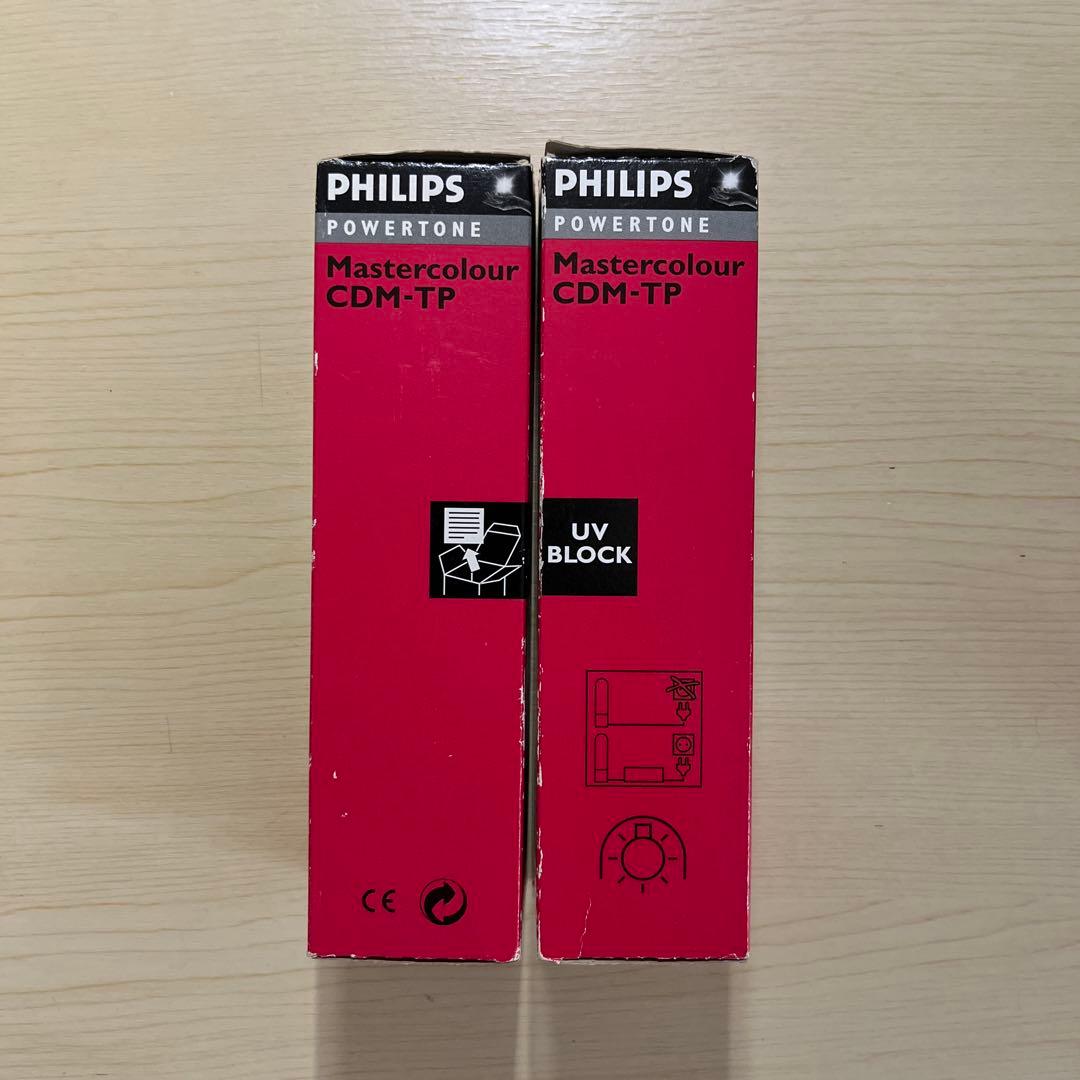 PHILIPS
POWERTONE
Mastercolour
CDM-TP
CE
PHILIPS
POWERTONE
Mastercolour
CDM-TP
UV
BLOCK